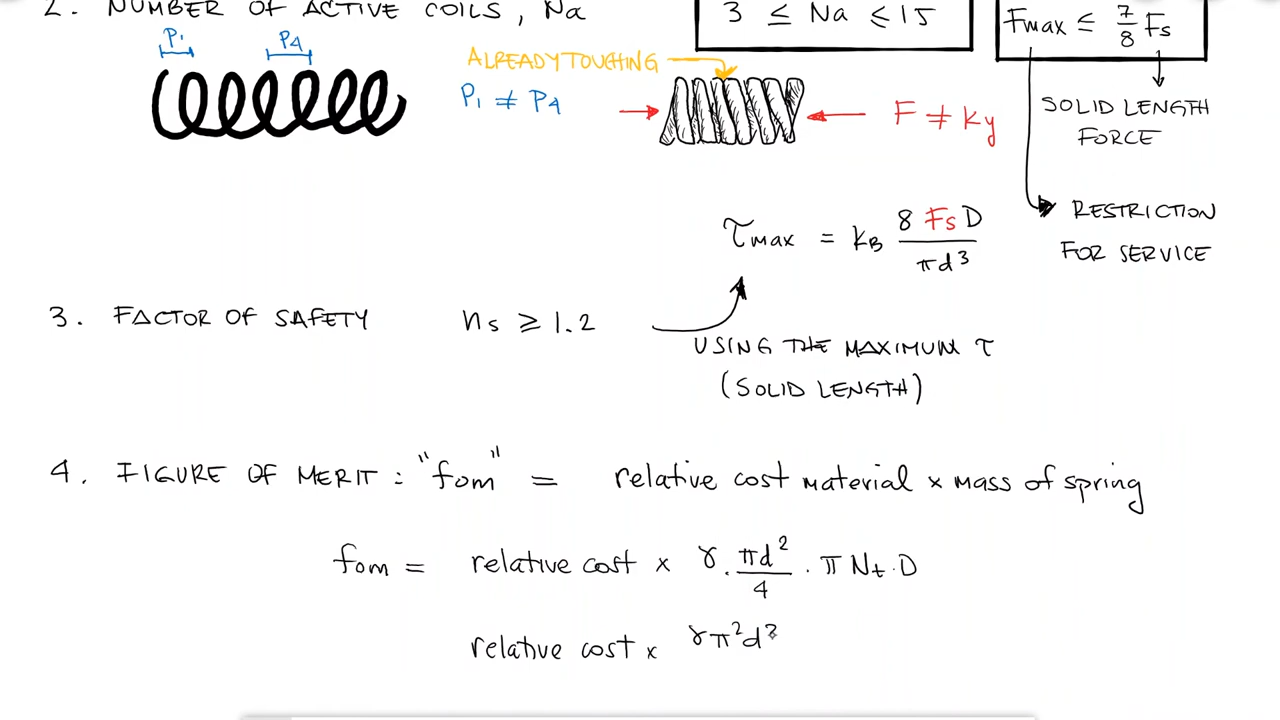 2. NUMBER OF ACTIVE COILS, Na
3 ≤ Na ≤ 15
Fmax ≤ 7/8 Fs
P1
P4
ALREADY TOUCHING
P1 ≠ P4
F ≠ ky
SOLID LENGTH
FORCE
RESTRICTION
FOR SERVICE
τmax = kB 8 Fs D / πd³
3. FACTOR OF SAFETY ns ≥ 1.2
USING THE MAXIMUM τ
(SOLID LENGTH)
4. FIGURE OF MERIT : "fom" = relative cost material × mass of spring
fom = relative cost × γ · πd²/4 · π Nt · D
relative cost × γπ²d²